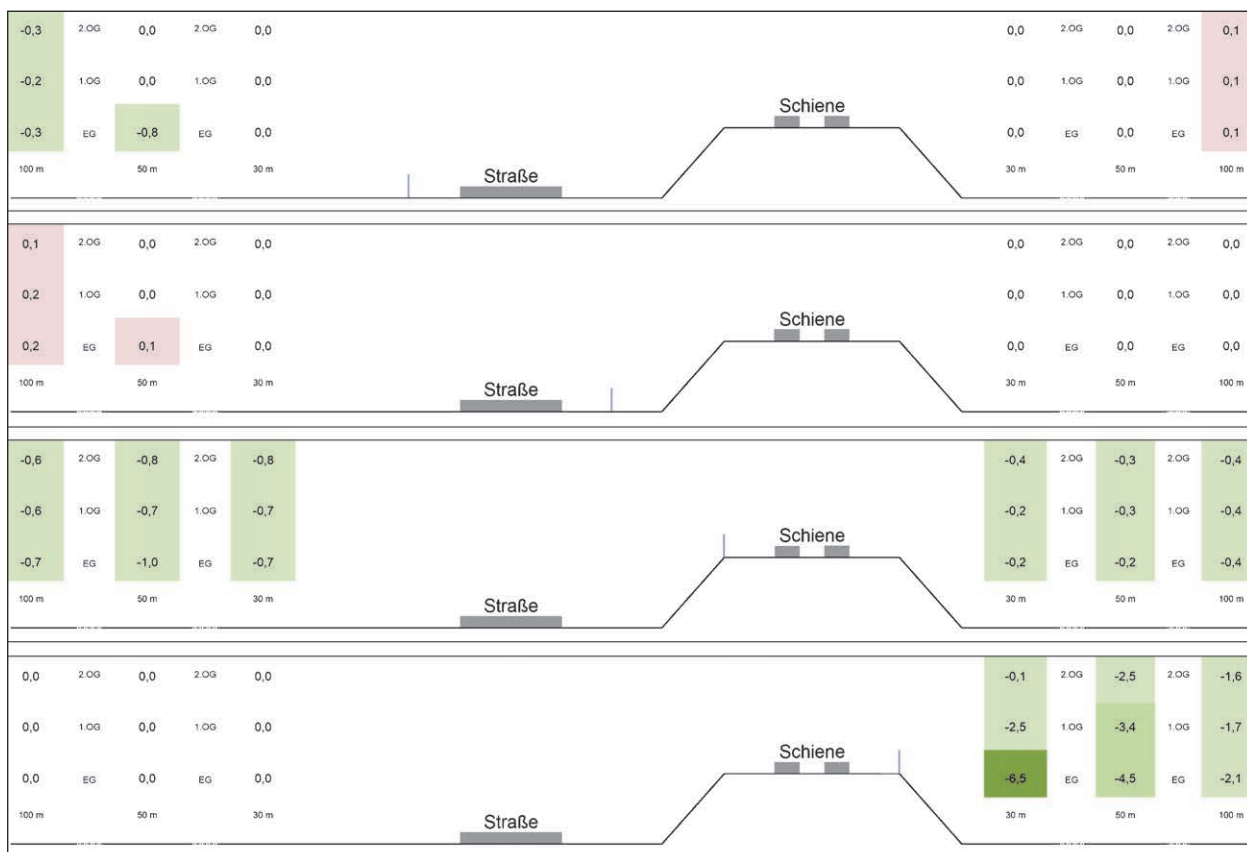 -0,3 2.OG 0,0 2.OG 0,0 0,0 2.OG 0,0 2.OG 0,1
-0,2 1.OG 0,0 1.OG 0,0 0,0 1.OG 0,0 1.OG 0,1
Schiene
-0,3 EG -0,8 EG 0,0 0,0 EG 0,0 EG 0,1
100 m 50 m 30 m 30 m 50 m 100 m
Straße
0,1 2.OG 0,0 2.OG 0,0 0,0 2.OG 0,0 2.OG 0,0
0,2 1.OG 0,0 1.OG 0,0 0,0 1.OG 0,0 1.OG 0,0
Schiene
0,2 EG 0,1 EG 0,0 0,0 EG 0,0 EG 0,0
100 m 50 m 30 m 30 m 50 m 100 m
Straße
-0,6 2.OG -0,8 2.OG -0,8 -0,4 2.OG -0,3 2.OG -0,4
-0,6 1.OG -0,7 1.OG -0,7 -0,2 1.OG -0,3 1.OG -0,4
Schiene
-0,7 EG -1,0 EG -0,7 -0,2 EG -0,2 EG -0,4
100 m 50 m 30 m 30 m 50 m 100 m
Straße
0,0 2.OG 0,0 2.OG 0,0 -0,1 2.OG -2,5 2.OG -1,6
0,0 1.OG 0,0 1.OG 0,0 -2,5 1.OG -3,4 1.OG -1,7
Schiene
0,0 EG 0,0 EG 0,0 -6,5 EG -4,5 EG -2,1
100 m 50 m 30 m 30 m 50 m 100 m
Straße